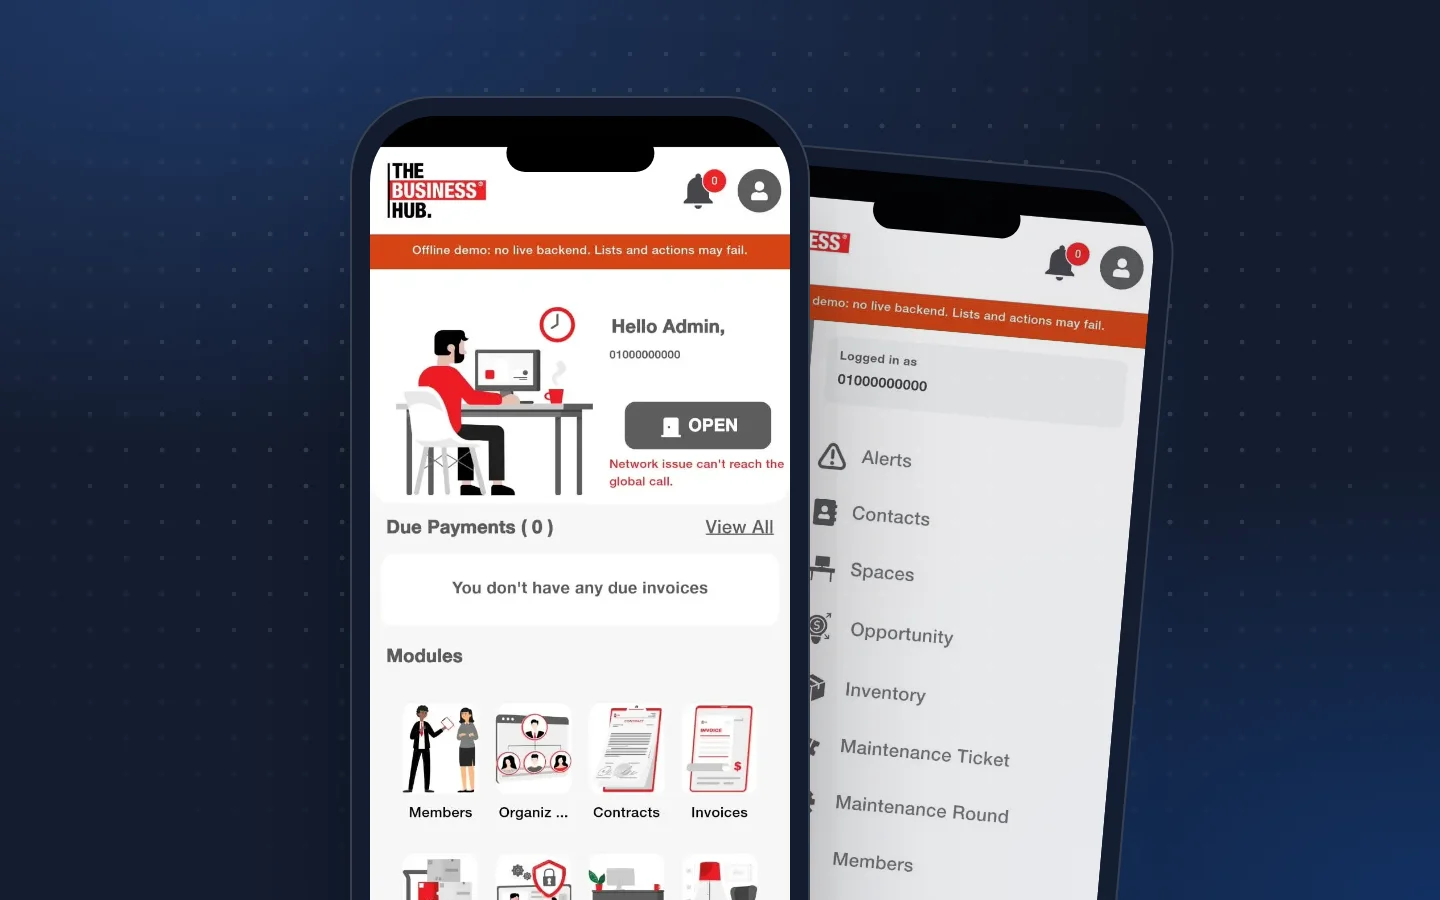 THE
BUSINESS
HUB.
0
Offline demo: no live backend. Lists and actions may fail.
Hello Admin,
01000000000
OPEN
Network issue can't reach the
global call.
Due Payments ( 0 )
View All
You don't have any due invoices
Modules
CONTRACT
INVOICE
$
Members
Organiz ...
Contracts
Invoices
ESS
0
demo: no live backend. Lists and actions may fail.
Logged in as
01000000000
Alerts
Contacts
Spaces
Opportunity
Inventory
Maintenance Ticket
Maintenance Round
Members